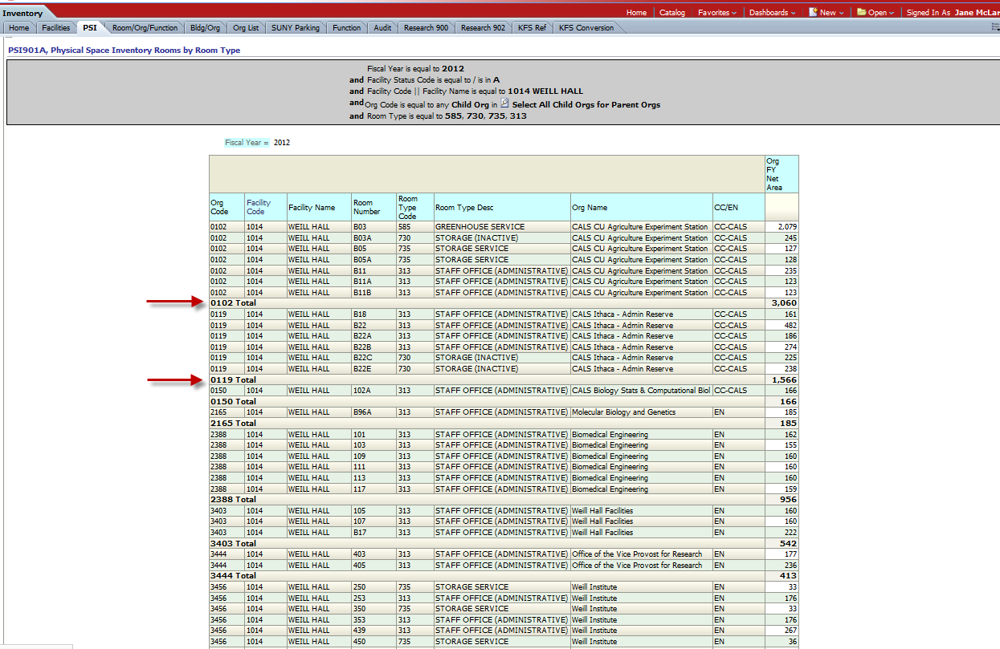 Inventory
Home Catalog Favorites Dashboards New Open Signed In As Jane McLar
Home Facilities PSI Room/Org/Function Bldg/Org Org List SUNY Parking Function Audit Research 900 Research 902 KFS Ref KFS Conversion
PSI901A, Physical Space Inventory Rooms by Room Type
Fiscal Year is equal to 2012
and Facility Status Code is equal to / is in A
and Facility Code || Facility Name is equal to 1014 WEILL HALL
and Org Code is equal to any Child Org in Select All Child Orgs for Parent Orgs
and Room Type is equal to 585, 730, 735, 313
Fiscal Year = 2012
Org FY Net Area
Org Code Facility Code Facility Name Room Number Room Type Code Room Type Desc Org Name CC/EN
0102 1014 WEILL HALL B03 585 GREENHOUSE SERVICE CALS CU Agriculture Experiment Station CC-CALS 2,079
0102 1014 WEILL HALL B03A 730 STORAGE (INACTIVE) CALS CU Agriculture Experiment Station CC-CALS 245
0102 1014 WEILL HALL B05 735 STORAGE SERVICE CALS CU Agriculture Experiment Station CC-CALS 127
0102 1014 WEILL HALL B05A 735 STORAGE SERVICE CALS CU Agriculture Experiment Station CC-CALS 128
0102 1014 WEILL HALL B11 313 STAFF OFFICE (ADMINISTRATIVE) CALS CU Agriculture Experiment Station CC-CALS 235
0102 1014 WEILL HALL B11A 313 STAFF OFFICE (ADMINISTRATIVE) CALS CU Agriculture Experiment Station CC-CALS 123
0102 1014 WEILL HALL B11B 313 STAFF OFFICE (ADMINISTRATIVE) CALS CU Agriculture Experiment Station CC-CALS 123
0102 Total 3,060
0119 1014 WEILL HALL B18 313 STAFF OFFICE (ADMINISTRATIVE) CALS Ithaca - Admin Reserve CC-CALS 161
0119 1014 WEILL HALL B22 313 STAFF OFFICE (ADMINISTRATIVE) CALS Ithaca - Admin Reserve CC-CALS 482
0119 1014 WEILL HALL B22A 313 STAFF OFFICE (ADMINISTRATIVE) CALS Ithaca - Admin Reserve CC-CALS 186
0119 1014 WEILL HALL B22B 313 STAFF OFFICE (ADMINISTRATIVE) CALS Ithaca - Admin Reserve CC-CALS 274
0119 1014 WEILL HALL B22C 730 STORAGE (INACTIVE) CALS Ithaca - Admin Reserve CC-CALS 225
0119 1014 WEILL HALL B22E 730 STORAGE (INACTIVE) CALS Ithaca - Admin Reserve CC-CALS 238
0119 Total 1,566
0150 1014 WEILL HALL 102A 313 STAFF OFFICE (ADMINISTRATIVE) CALS Biology Stats & Computational Biol CC-CALS 166
0150 Total 166
2165 1014 WEILL HALL B96A 313 STAFF OFFICE (ADMINISTRATIVE) Molecular Biology and Genetics EN 185
2165 Total 185
2388 1014 WEILL HALL 101 313 STAFF OFFICE (ADMINISTRATIVE) Biomedical Engineering EN 162
2388 1014 WEILL HALL 103 313 STAFF OFFICE (ADMINISTRATIVE) Biomedical Engineering EN 155
2388 1014 WEILL HALL 109 313 STAFF OFFICE (ADMINISTRATIVE) Biomedical Engineering EN 160
2388 1014 WEILL HALL 111 313 STAFF OFFICE (ADMINISTRATIVE) Biomedical Engineering EN 160
2388 1014 WEILL HALL 113 313 STAFF OFFICE (ADMINISTRATIVE) Biomedical Engineering EN 160
2388 1014 WEILL HALL 117 313 STAFF OFFICE (ADMINISTRATIVE) Biomedical Engineering EN 159
2388 Total 956
3403 1014 WEILL HALL 105 313 STAFF OFFICE (ADMINISTRATIVE) Weill Hall Facilities EN 160
3403 1014 WEILL HALL 107 313 STAFF OFFICE (ADMINISTRATIVE) Weill Hall Facilities EN 160
3403 1014 WEILL HALL B17 313 STAFF OFFICE (ADMINISTRATIVE) Weill Hall Facilities EN 222
3403 Total 542
3444 1014 WEILL HALL 403 313 STAFF OFFICE (ADMINISTRATIVE) Office of the Vice Provost for Research EN 177
3444 1014 WEILL HALL 405 313 STAFF OFFICE (ADMINISTRATIVE) Office of the Vice Provost for Research EN 236
3444 Total 413
3456 1014 WEILL HALL 250 735 STORAGE SERVICE Weill Institute EN 33
3456 1014 WEILL HALL 253 313 STAFF OFFICE (ADMINISTRATIVE) Weill Institute EN 176
3456 1014 WEILL HALL 350 735 STORAGE SERVICE Weill Institute EN 33
3456 1014 WEILL HALL 353 313 STAFF OFFICE (ADMINISTRATIVE) Weill Institute EN 176
3456 1014 WEILL HALL 439 313 STAFF OFFICE (ADMINISTRATIVE) Weill Institute EN 267
3456 1014 WEILL HALL 450 735 STORAGE SERVICE Weill Institute EN 36